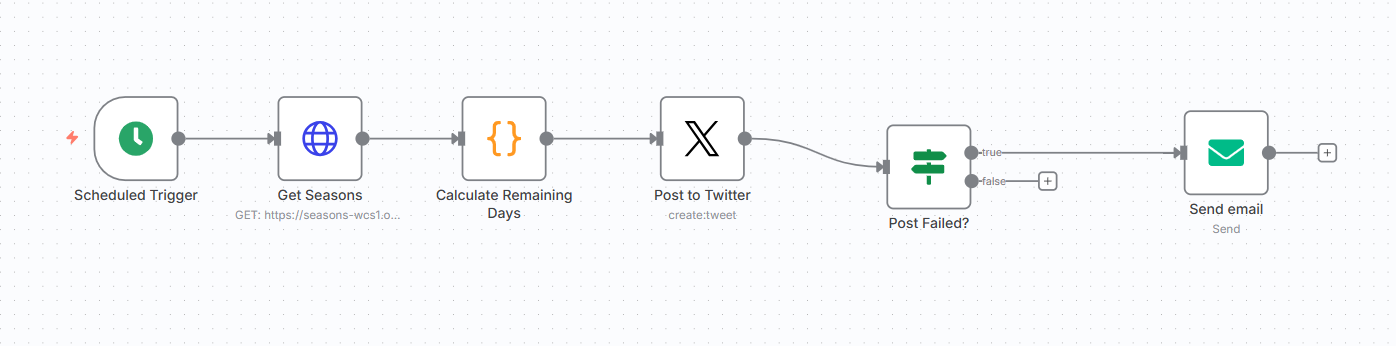 Scheduled Trigger
Get Seasons
GET: https://seasons-wcs1.o...
Calculate Remaining
Days
Post to Twitter
create:tweet
true
false
Post Failed?
Send email
Send